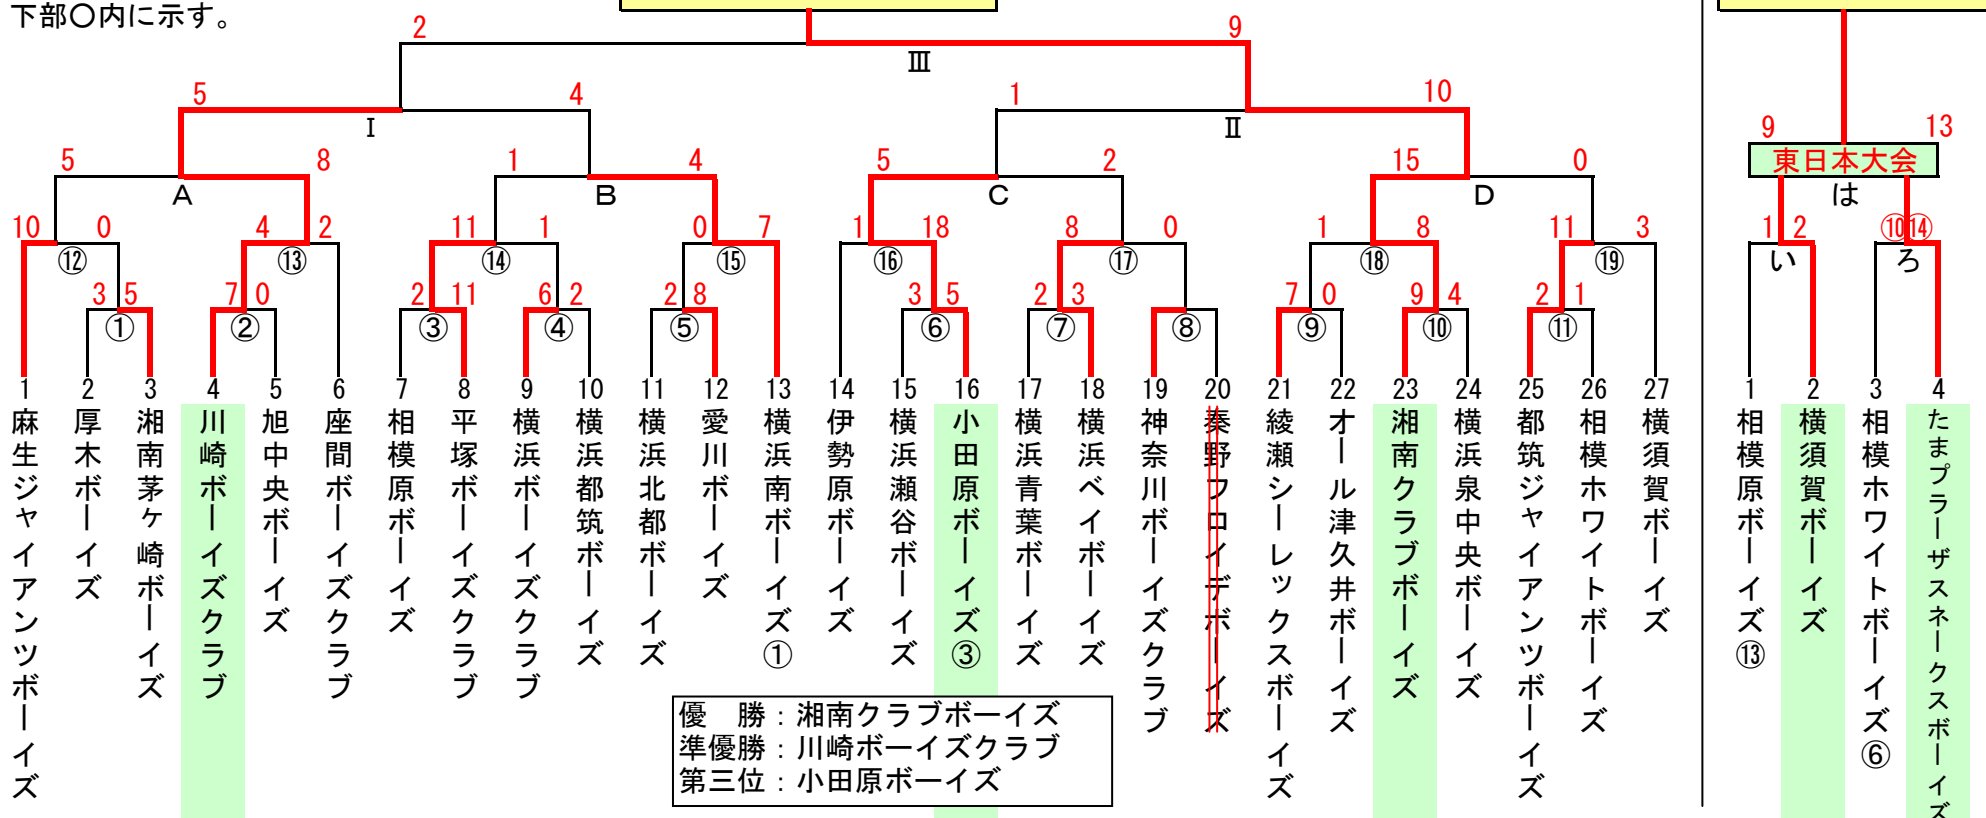 下部〇内に示す。
2
9
Ⅲ
5
4
1
10
Ⅰ
Ⅱ
9
13
東日本大会
は
5
8
1
4
5
2
15
0
A
B
C
D
10
0
4
2
11
1
0
7
1
18
8
0
1
8
11
3
1
2
⑩
⑭
⑫
⑬
⑭
⑮
⑯
⑰
⑱
⑲
い
ろ
3
5
7
0
2
11
6
2
2
8
3
5
2
3
7
0
9
4
2
1
①
②
③
④
⑤
⑥
⑦
⑧
⑨
⑩
⑪
1
麻生ジャイアンツボーイズ
2
厚木ボーイズ
3
湘南茅ヶ崎ボーイズ
4
川崎ボーイズクラブ
5
旭中央ボーイズ
6
座間ボーイズクラブ
7
相模原ボーイズ
8
平塚ボーイズクラブ
9
横浜ボーイズクラブ
10
横浜都筑ボーイズ
11
横浜北都ボーイズ
12
愛川ボーイズ
13
横浜南ボーイズ①
14
伊勢原ボーイズ
15
横浜瀬谷ボーイズ
16
小田原ボーイズ③
17
横浜青葉ボーイズ
18
横浜ベイボーイズ
19
神奈川ボーイズクラブ
20
秦野フロイデボーイズ
21
綾瀬シーレックスボーイズ
22
オール津久井ボーイズ
23
湘南クラブボーイズ
24
横浜泉中央ボーイズ
25
都筑ジャイアンツボーイズ
26
相模ホワイトボーイズ
27
横須賀ボーイズ
1
相模原ボーイズ⑬
2
横須賀ボーイズ
3
相模ホワイトボーイズ⑥
4
たまプラーザスネークスボーイズ
優　勝：湘南クラブボーイズ
準優勝：川崎ボーイズクラブ
第三位：小田原ボーイズ